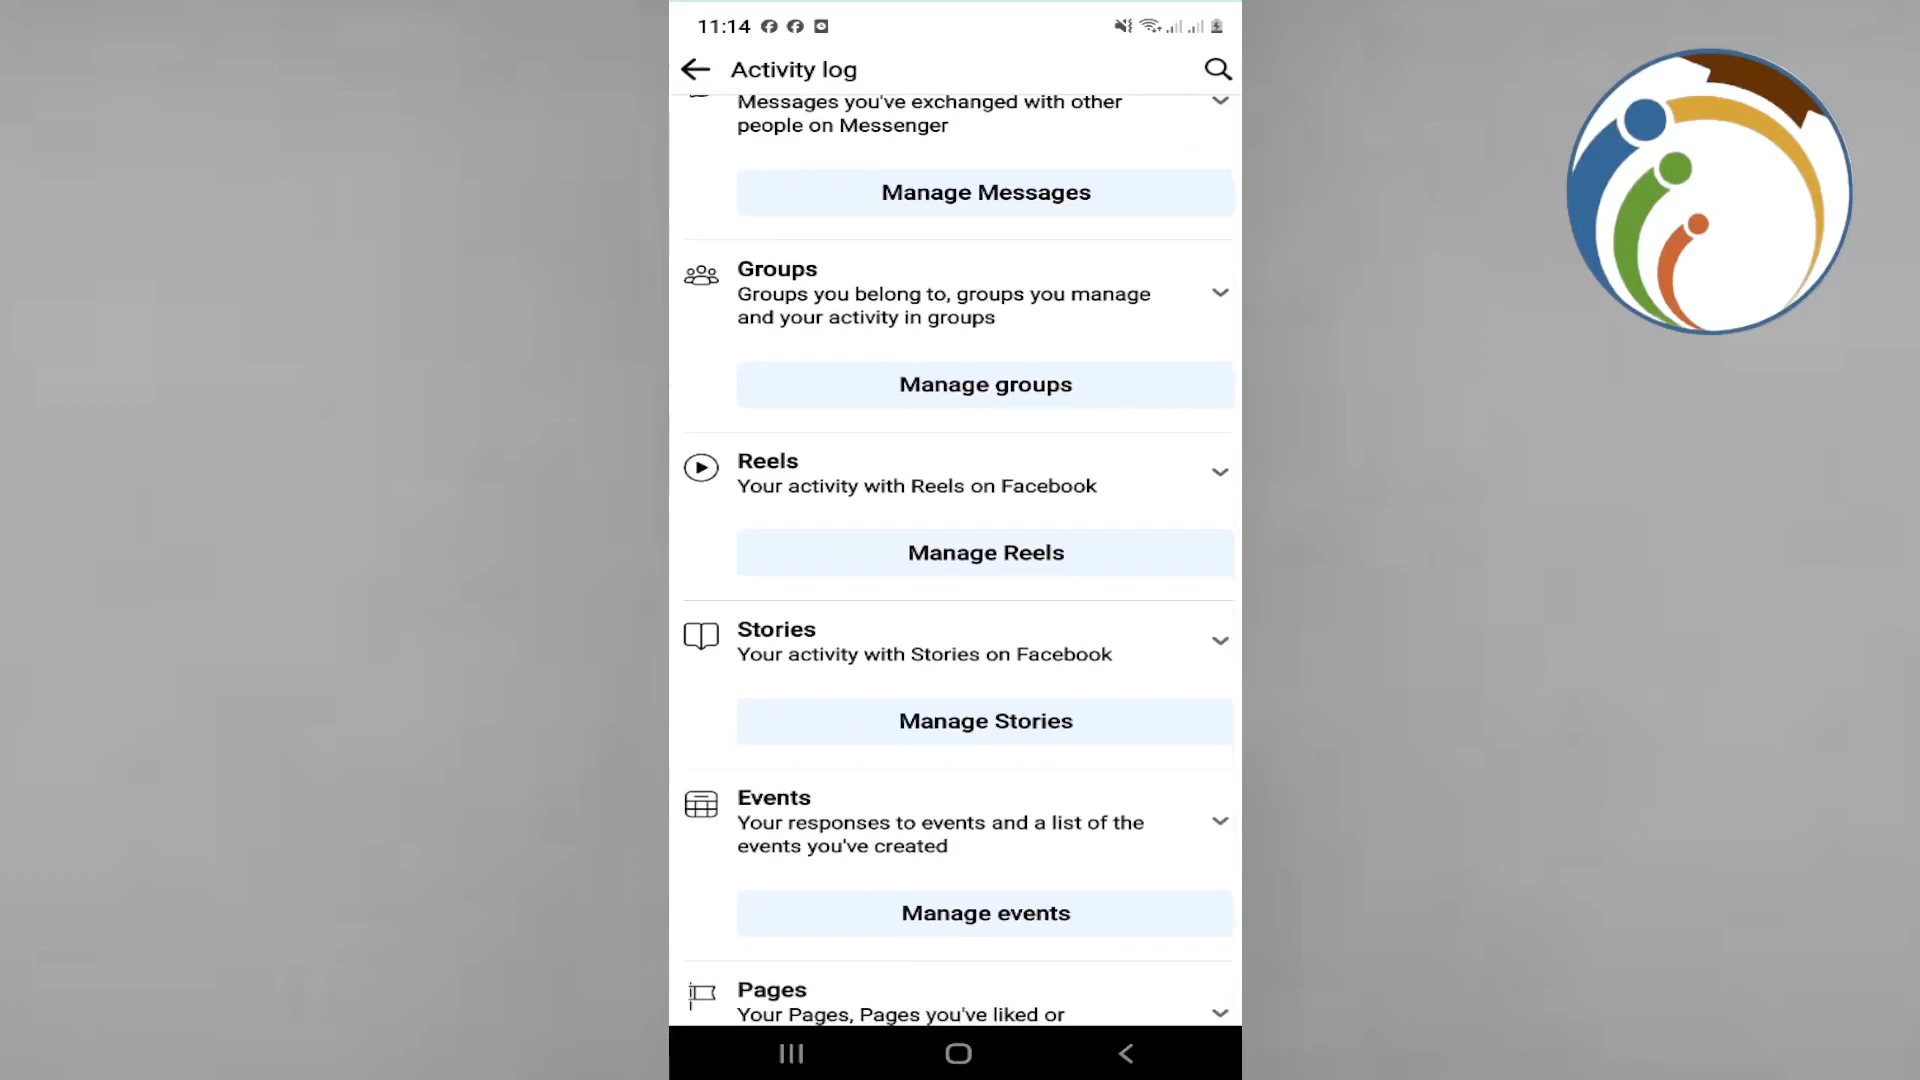 11:14
Activity log
Messages you've exchanged with other
people on Messenger
Manage Messages
Groups
Groups you belong to, groups you manage
and your activity in groups
Manage groups
Reels
Your activity with Reels on Facebook
Manage Reels
Stories
Your activity with Stories on Facebook
Manage Stories
Events
Your responses to events and a list of the
events you've created
Manage events
Pages
Your Pages, Pages you've liked or